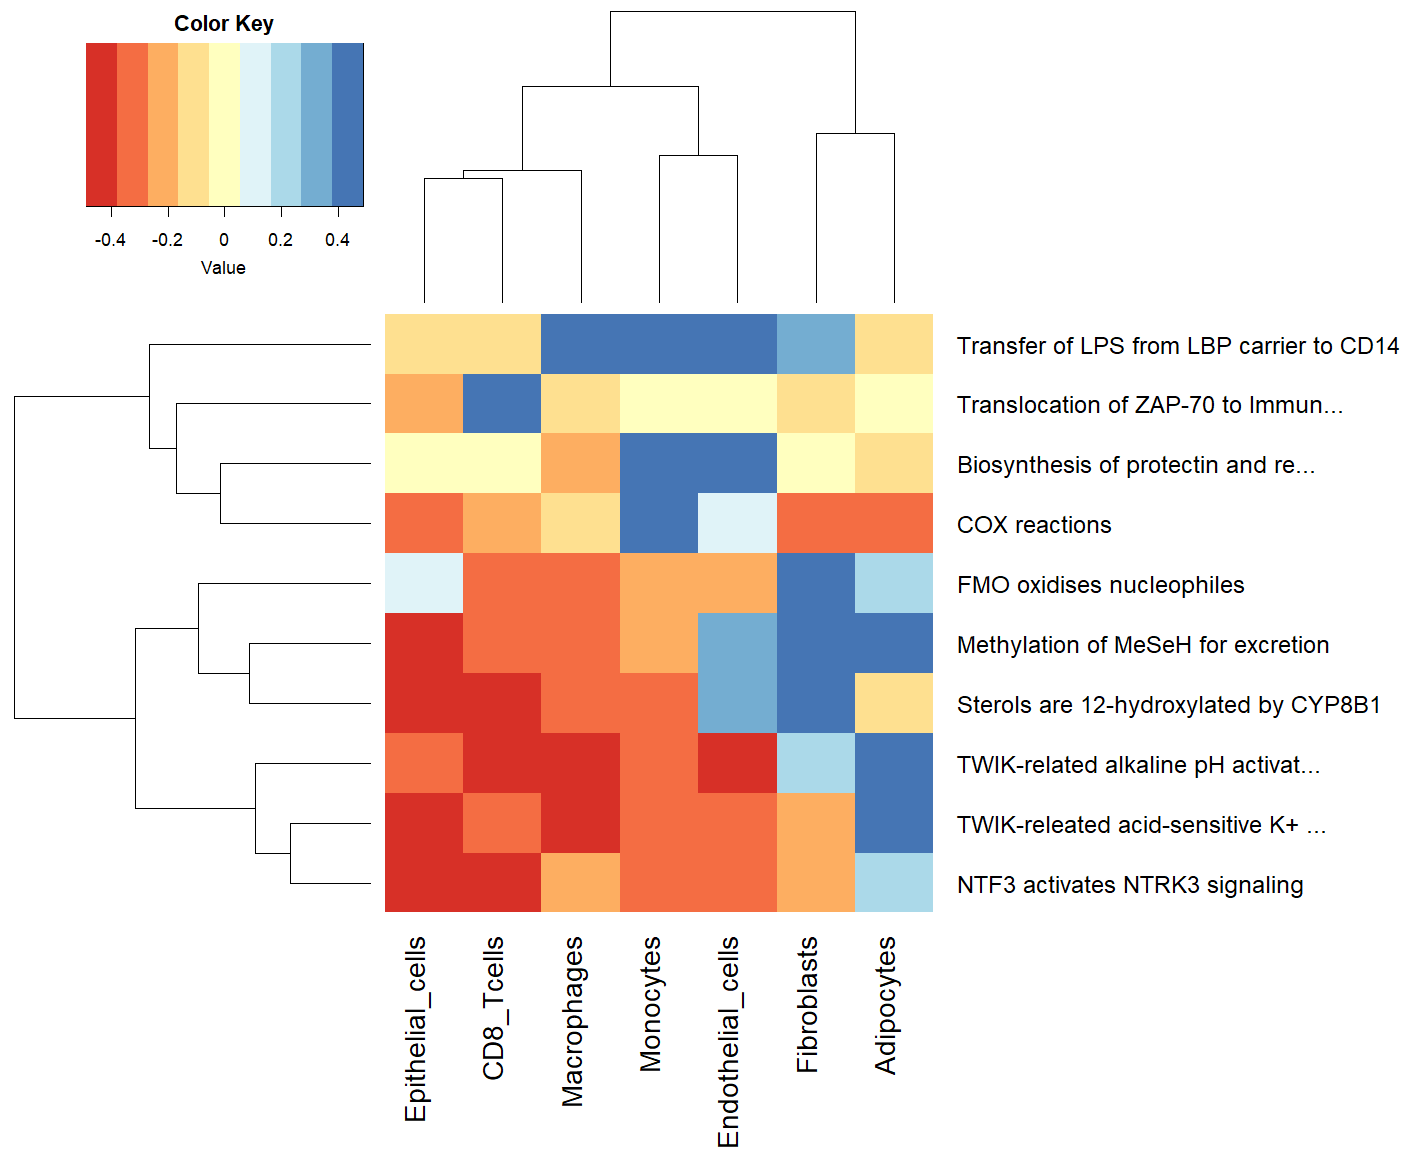 Color Key
-0.4 -0.2 0 0.2 0.4
Value
Transfer of LPS from LBP carrier to CD14
Translocation of ZAP-70 to Immun...
Biosynthesis of protectin and re...
COX reactions
FMO oxidises nucleophiles
Methylation of MeSeH for excretion
Sterols are 12-hydroxylated by CYP8B1
TWIK-related alkaline pH activat...
TWIK-releated acid-sensitive K+ ...
NTF3 activates NTRK3 signaling
Epithelial_cells
CD8_Tcells
Macrophages
Monocytes
Endothelial_cells
Fibroblasts
Adipocytes